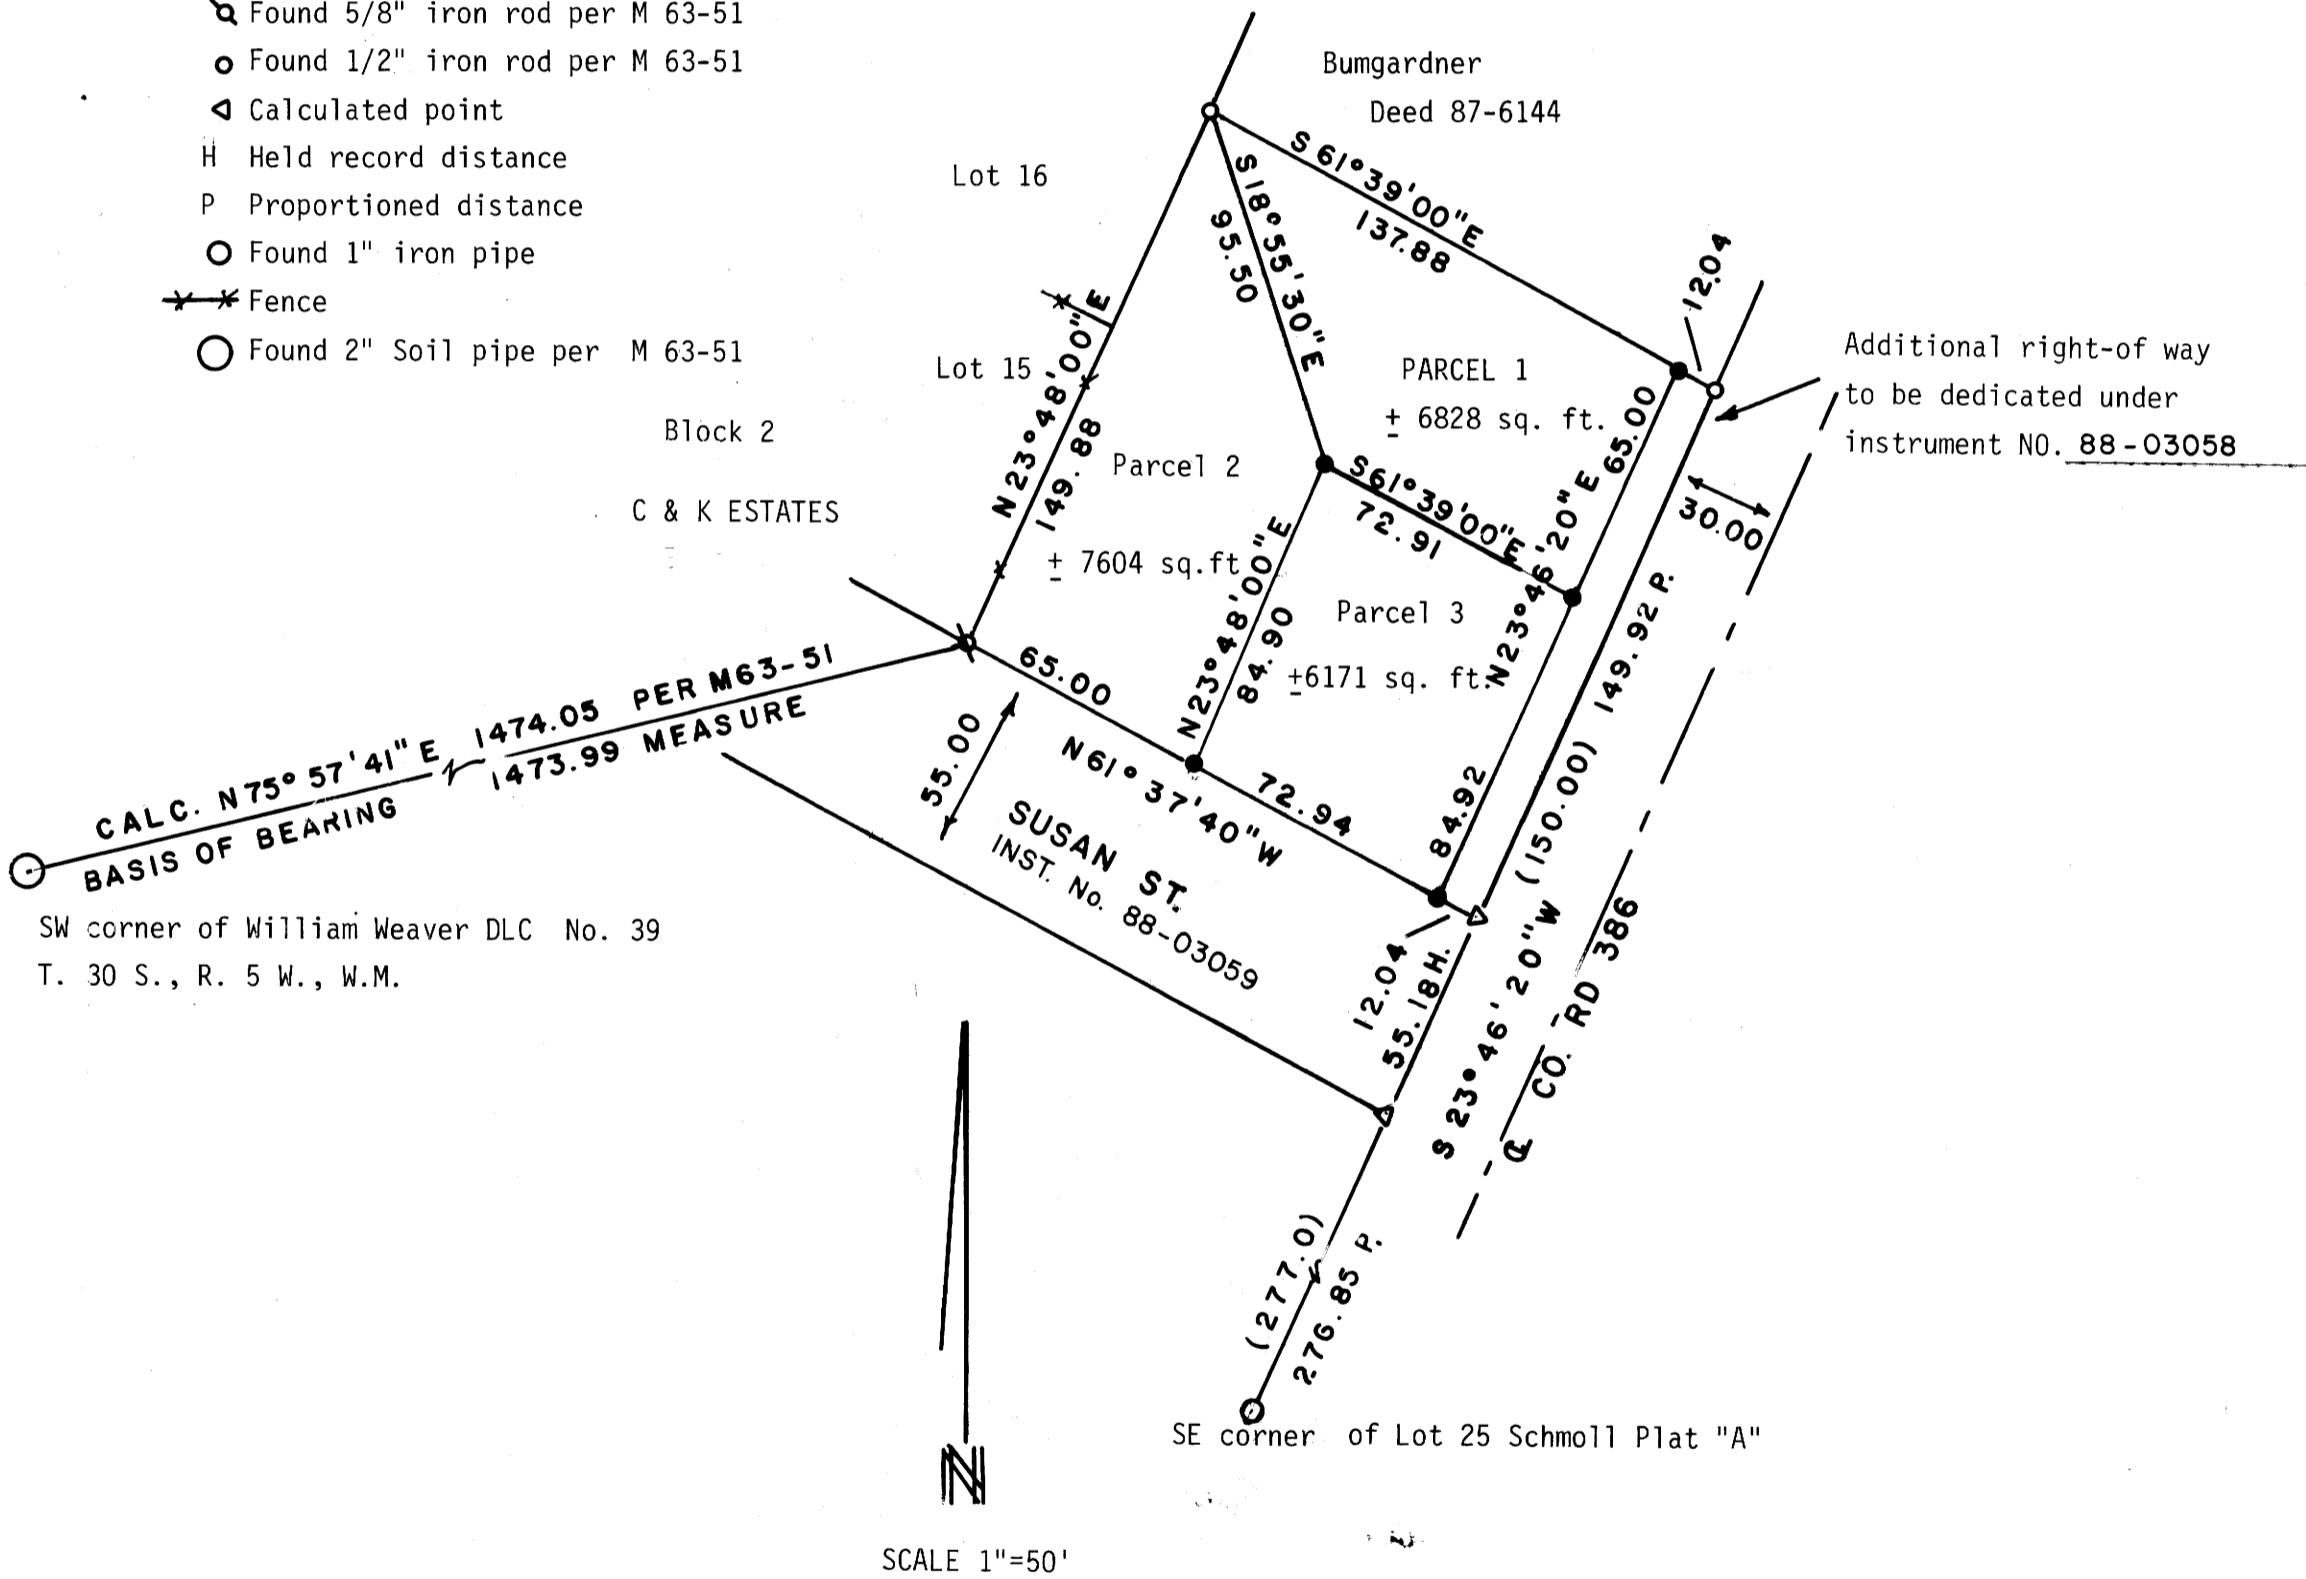 Found 5/8" iron rod per M 63-51
Found 1/2" iron rod per M 63-51
Calculated point
H Held record distance
P Proportioned distance
Found 1" iron pipe
Fence
Found 2" Soil pipe per M 63-51
Bumgardner
Deed 87-6144
Lot 16
S 61°39'00"E
137.88
S18°55'30"E
95.50
12.04
Lot 15
N 23°48'00"E
149.88
PARCEL 1
± 6828 sq. ft.
Additional right-of way
to be dedicated under
instrument NO. 88-03058
Block 2
C & K ESTATES
Parcel 2
± 7604 sq.ft
S61°39'00"E
72.91
N23°46'20"E 65.00
30.00
N23°48'00"E
84.90
Parcel 3
±6171 sq. ft.
84.92
S 23°46'20"W (150.00) 149.92 P.
CALC. N75°57'41"E 1474.05 PER M63-51
BASIS OF BEARING 1473.99 MEASURE
65.00
55.00
N61°37'40"W
72.94
SUSAN ST.
INST. No. 88-03059
12.04
55.18H.
℄ CO. RD 386
SW corner of William Weaver DLC No. 39
T. 30 S., R. 5 W., W.M.
(277.0)
276.85 P.
SE corner of Lot 25 Schmoll Plat "A"
N
SCALE 1"=50'